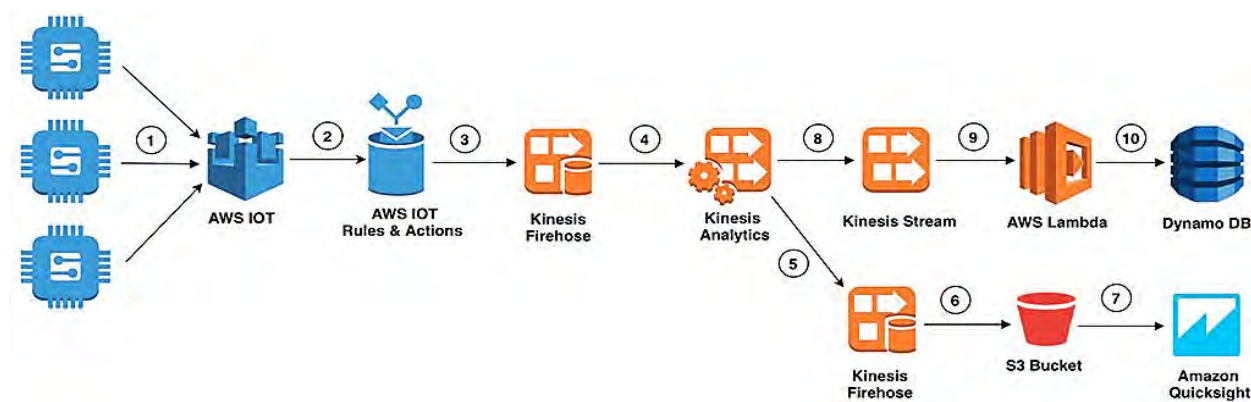 1
2
3
4
8
9
10
AWS IOT
AWS IOT
Rules & Actions
Kinesis
Firehose
Kinesis
Analytics
Kinesis Stream
AWS Lambda
Dynamo DB
5
6
7
Kinesis
Firehose
S3 Bucket
Amazon
Quicksight